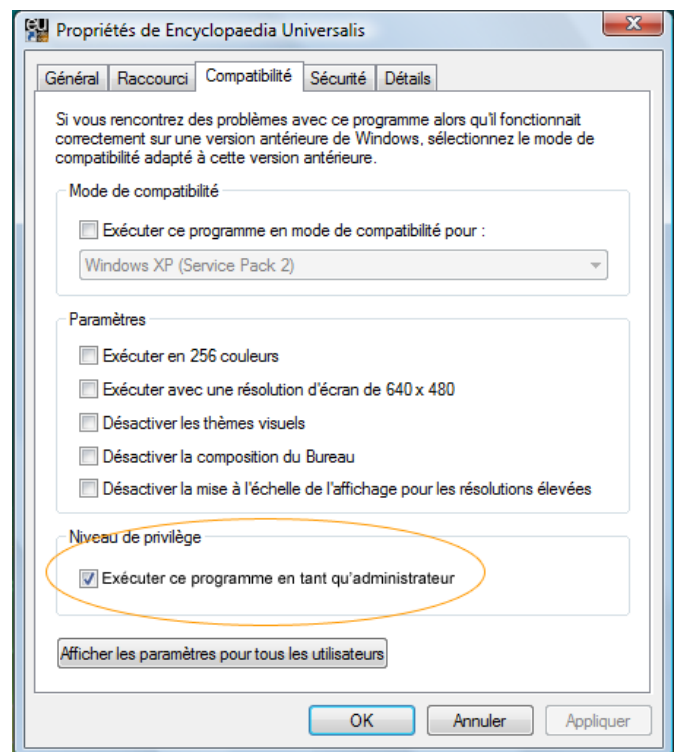 Propriétés de Encyclopaedia Universalis
Général Raccourci Compatibilité Sécurité Détails
Si vous rencontrez des problèmes avec ce programme alors qu'il fonctionnait
correctement sur une version antérieure de Windows, sélectionnez le mode de
compatibilité adapté à cette version antérieure.
Mode de compatibilité
Exécuter ce programme en mode de compatibilité pour :
Windows XP (Service Pack 2)
Paramètres
Exécuter en 256 couleurs
Exécuter avec une résolution d'écran de 640 x 480
Désactiver les thèmes visuels
Désactiver la composition du Bureau
Désactiver la mise à l'échelle de l'affichage pour les résolutions élevées
Niveau de privilège
Exécuter ce programme en tant qu'administrateur
Afficher les paramètres pour tous les utilisateurs
OK Annuler Appliquer